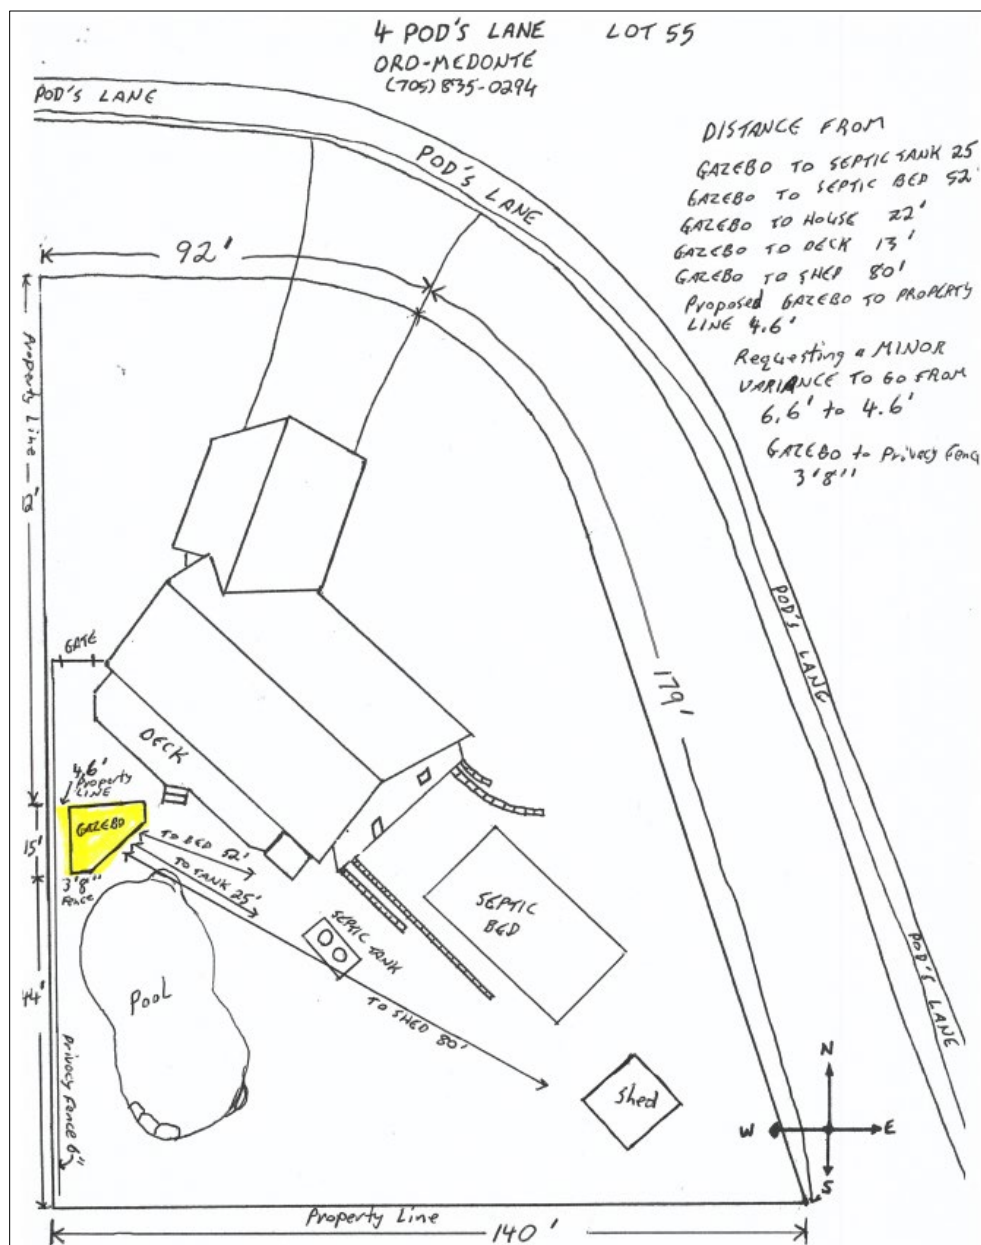 4 POD'S LANE LOT 55
ORO-MEDONTE
(705) 835-0294
POD'S LANE
POD'S LANE
DISTANCE FROM
GAZEBO TO SEPTIC TANK 25
GAZEBO TO SEPTIC BED 52'
GAZEBO TO HOUSE 22'
GAZEBO TO DECK 13'
GAZEBO TO SHED 80'
Proposed GAZEBO TO PROPERTY
LINE 4.6'
Requesting a MINOR
VARIANCE TO GO FROM
6.6' to 4.6'
GAZEBO to Privacy Fenc
3'8"
92'
Property Line
12'
POD'S LANE
179'
GATE
DECK
4.6'
Property
LINE
GAZEBO
15'
3'8"
Fence
TO BED 52'
TO TANK 25'
SEPTIC TANK
SEPTIC
BED
POD'S LANE
44'
POOL
TO SHED 80'
Privacy Fence 6"
Shed
N
W E
S
Property Line
140'